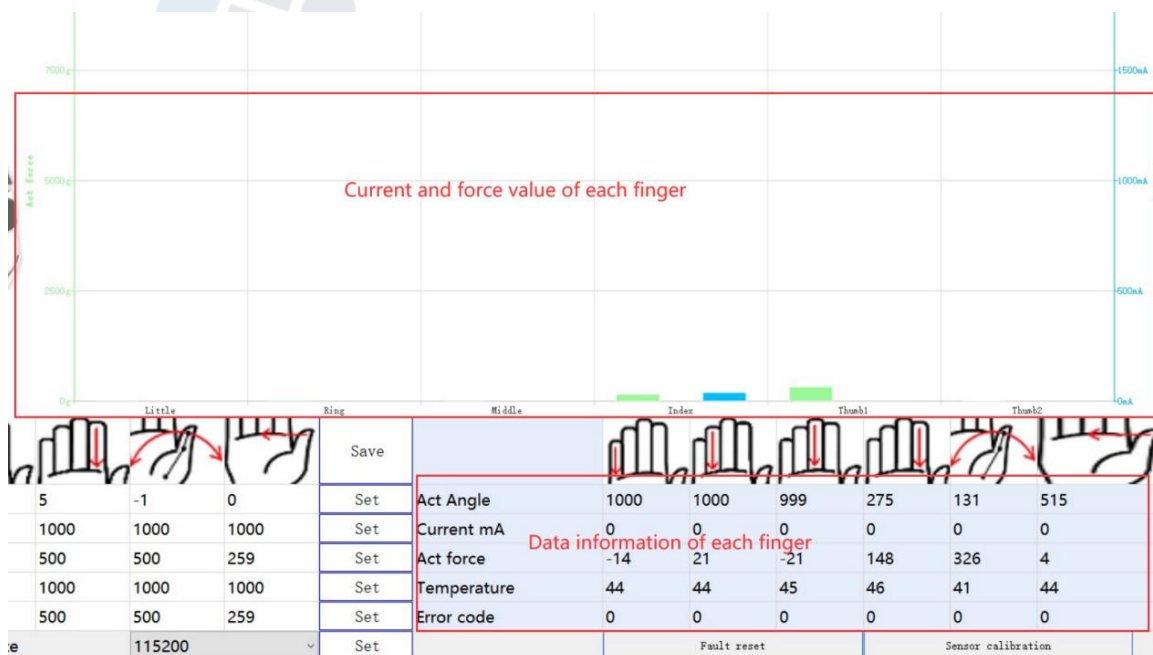 7500g 1500mA
Act force
5000g 1000mA
Current and force value of each finger
2500g 500mA
0g 0mA
Little Ring Middle Index Thumb1 Thumb2
Save
5 -1 0 Set Act Angle 1000 1000 999 275 131 515
1000 1000 1000 Set Current mA 0 0 0 0 0 0
Data information of each finger
500 500 259 Set Act force -14 21 -21 148 326 4
1000 1000 1000 Set Temperature 44 44 45 46 41 44
500 500 259 Set Error code 0 0 0 0 0 0
115200 Set Fault reset Sensor calibration